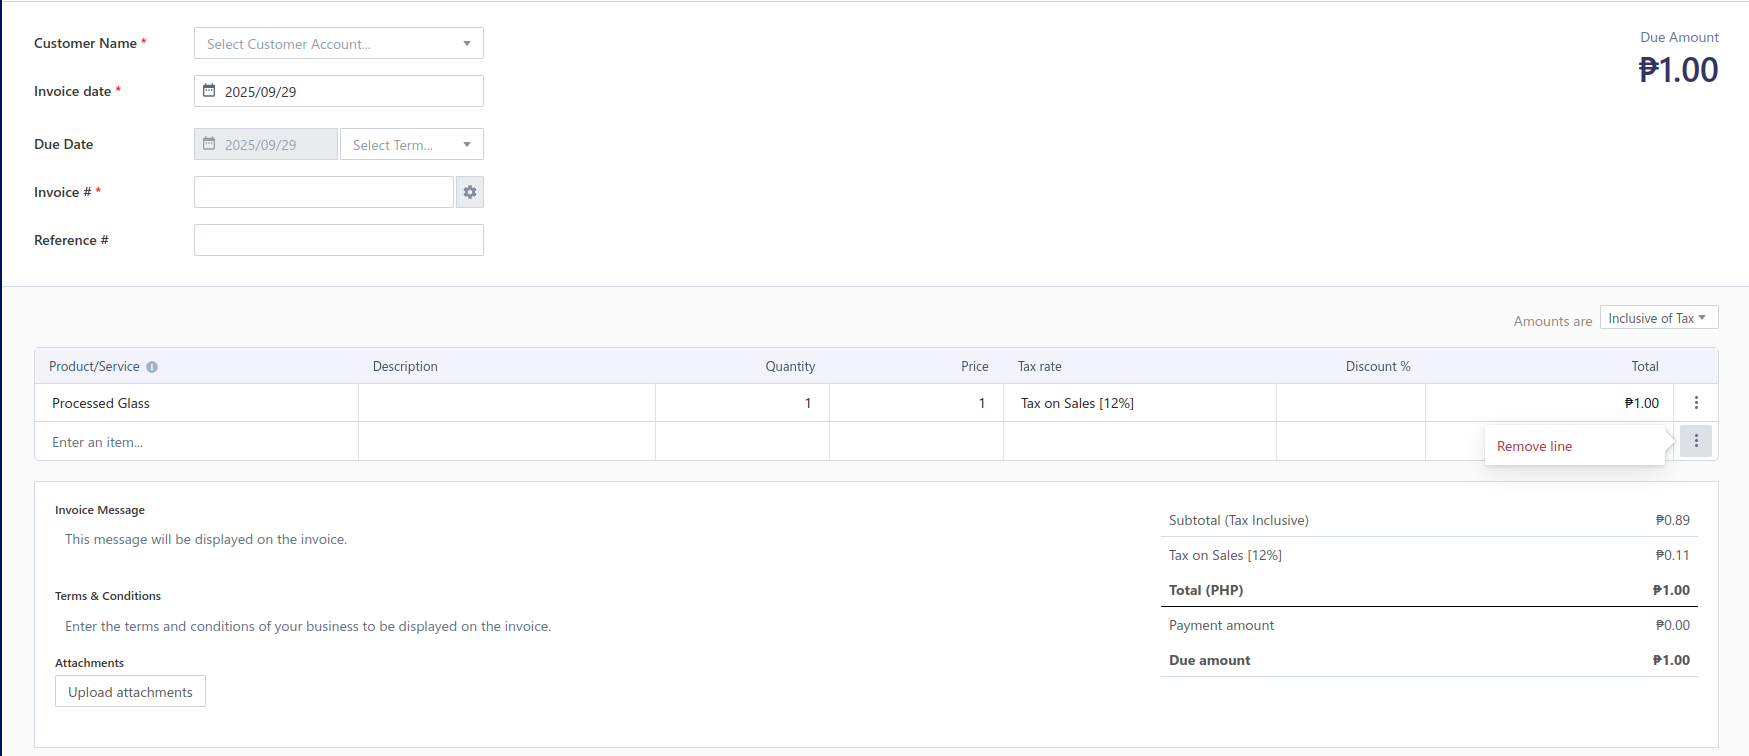 Customer Name *
Select Customer Account...
Due Amount
₱1.00
Invoice date *
2025/09/29
Due Date
2025/09/29
Select Term...
Invoice # *
Reference #
Amounts are
Inclusive of Tax
Product/Service Description Quantity Price Tax rate Discount % Total
Processed Glass 1 1 Tax on Sales [12%] ₱1.00
Enter an item...
Remove line
Invoice Message
This message will be displayed on the invoice.
Terms & Conditions
Enter the terms and conditions of your business to be displayed on the invoice.
Attachments
Upload attachments
Subtotal (Tax Inclusive) ₱0.89
Tax on Sales [12%] ₱0.11
Total (PHP) ₱1.00
Payment amount ₱0.00
Due amount ₱1.00